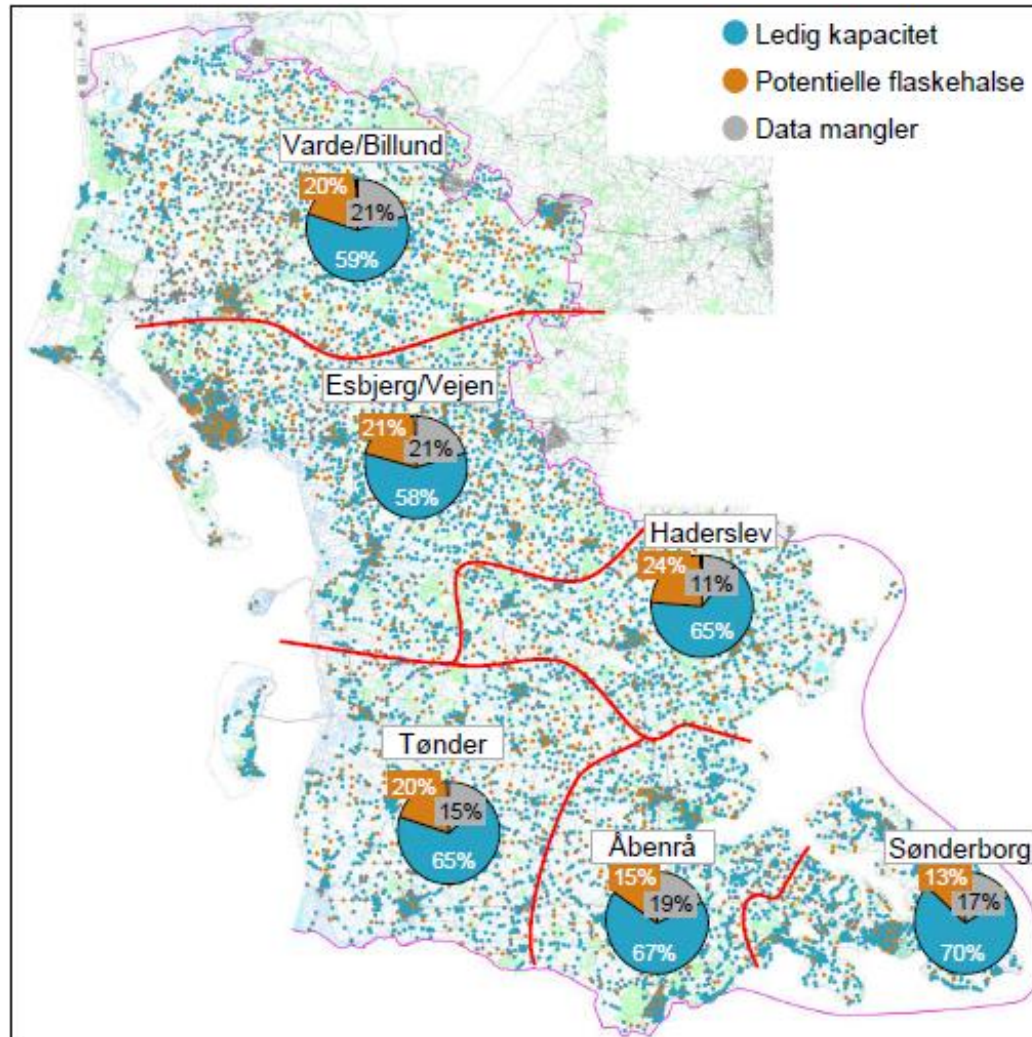 Ledig kapacitet
Potentielle flaskehalse
Data mangler
Varde/Billund
20%
21%
59%
Esbjerg/Vejen
21%
21%
58%
Haderslev
24%
11%
65%
Tønder
20%
15%
65%
Åbenrå
15%
19%
67%
Sønderborg
13%
17%
70%